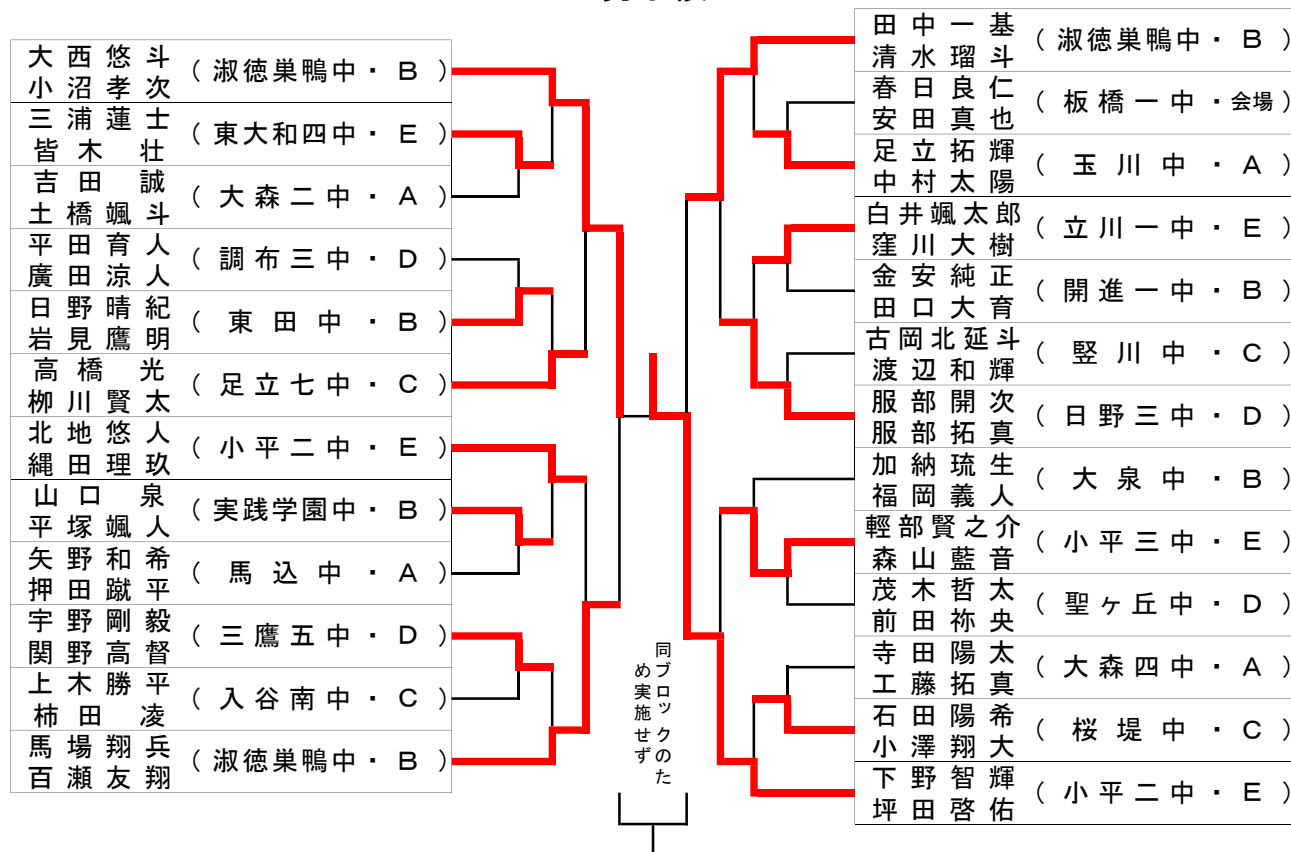 大西悠斗
小沼孝次
（淑徳巣鴨中・B）
三浦蓮士
皆木壮
（東大和四中・E）
吉田誠
土橋颯斗
（大森二中・A）
平田育人
廣田涼人
（調布三中・D）
日野晴紀
岩見鷹明
（東田中・B）
高橋光
栁川賢太
（足立七中・C）
北地悠人
縄田理玖
（小平二中・E）
山口泉
平塚颯人
（実践学園中・B）
矢野和希
押田蹴平
（馬込中・A）
宇野剛毅
関野高督
（三鷹五中・D）
上木勝平
柿田凌
（入谷南中・C）
馬場翔兵
百瀬友翔
（淑徳巣鴨中・B）
同ブロックのた
め実施せず
田中一基
清水瑠斗
（淑徳巣鴨中・B）
春日良仁
安田真也
（板橋一中・会場）
足立拓輝
中村太陽
（玉川中・A）
白井颯太郎
窪川大樹
（立川一中・E）
金安純正
田口大育
（開進一中・B）
古岡北延斗
渡辺和輝
（竪川中・C）
服部開次
服部拓真
（日野三中・D）
加納琉生
福岡義人
（大泉中・B）
輕部賢之介
森山藍音
（小平三中・E）
茂木哲太
前田祢央
（聖ヶ丘中・D）
寺田陽太
工藤拓真
（大森四中・A）
石田陽希
小澤翔大
（桜堤中・C）
下野智輝
坪田啓佑
（小平二中・E）